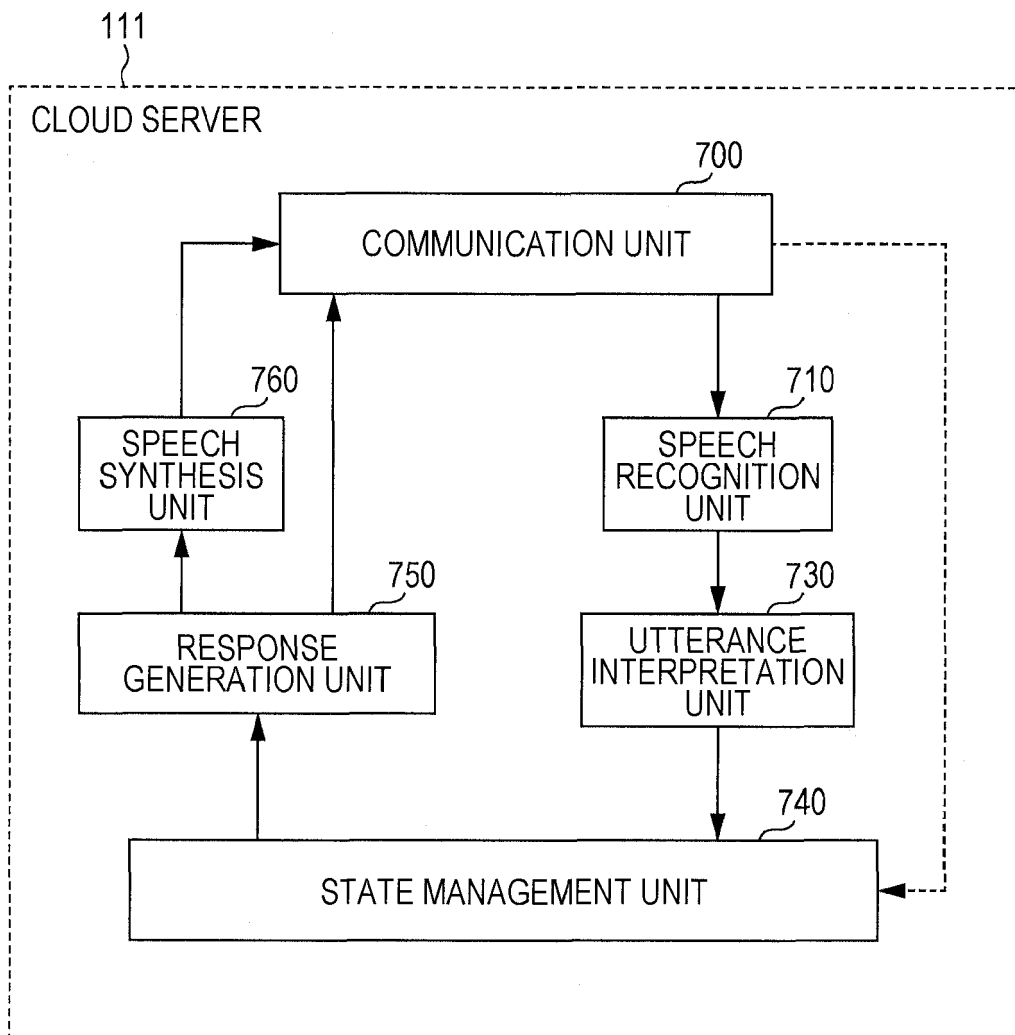 111
CLOUD SERVER
700
COMMUNICATION UNIT
760
SPEECH
SYNTHESIS
UNIT
710
SPEECH
RECOGNITION
UNIT
750
RESPONSE
GENERATION UNIT
730
UTTERANCE
INTERPRETATION
UNIT
740
STATE MANAGEMENT UNIT